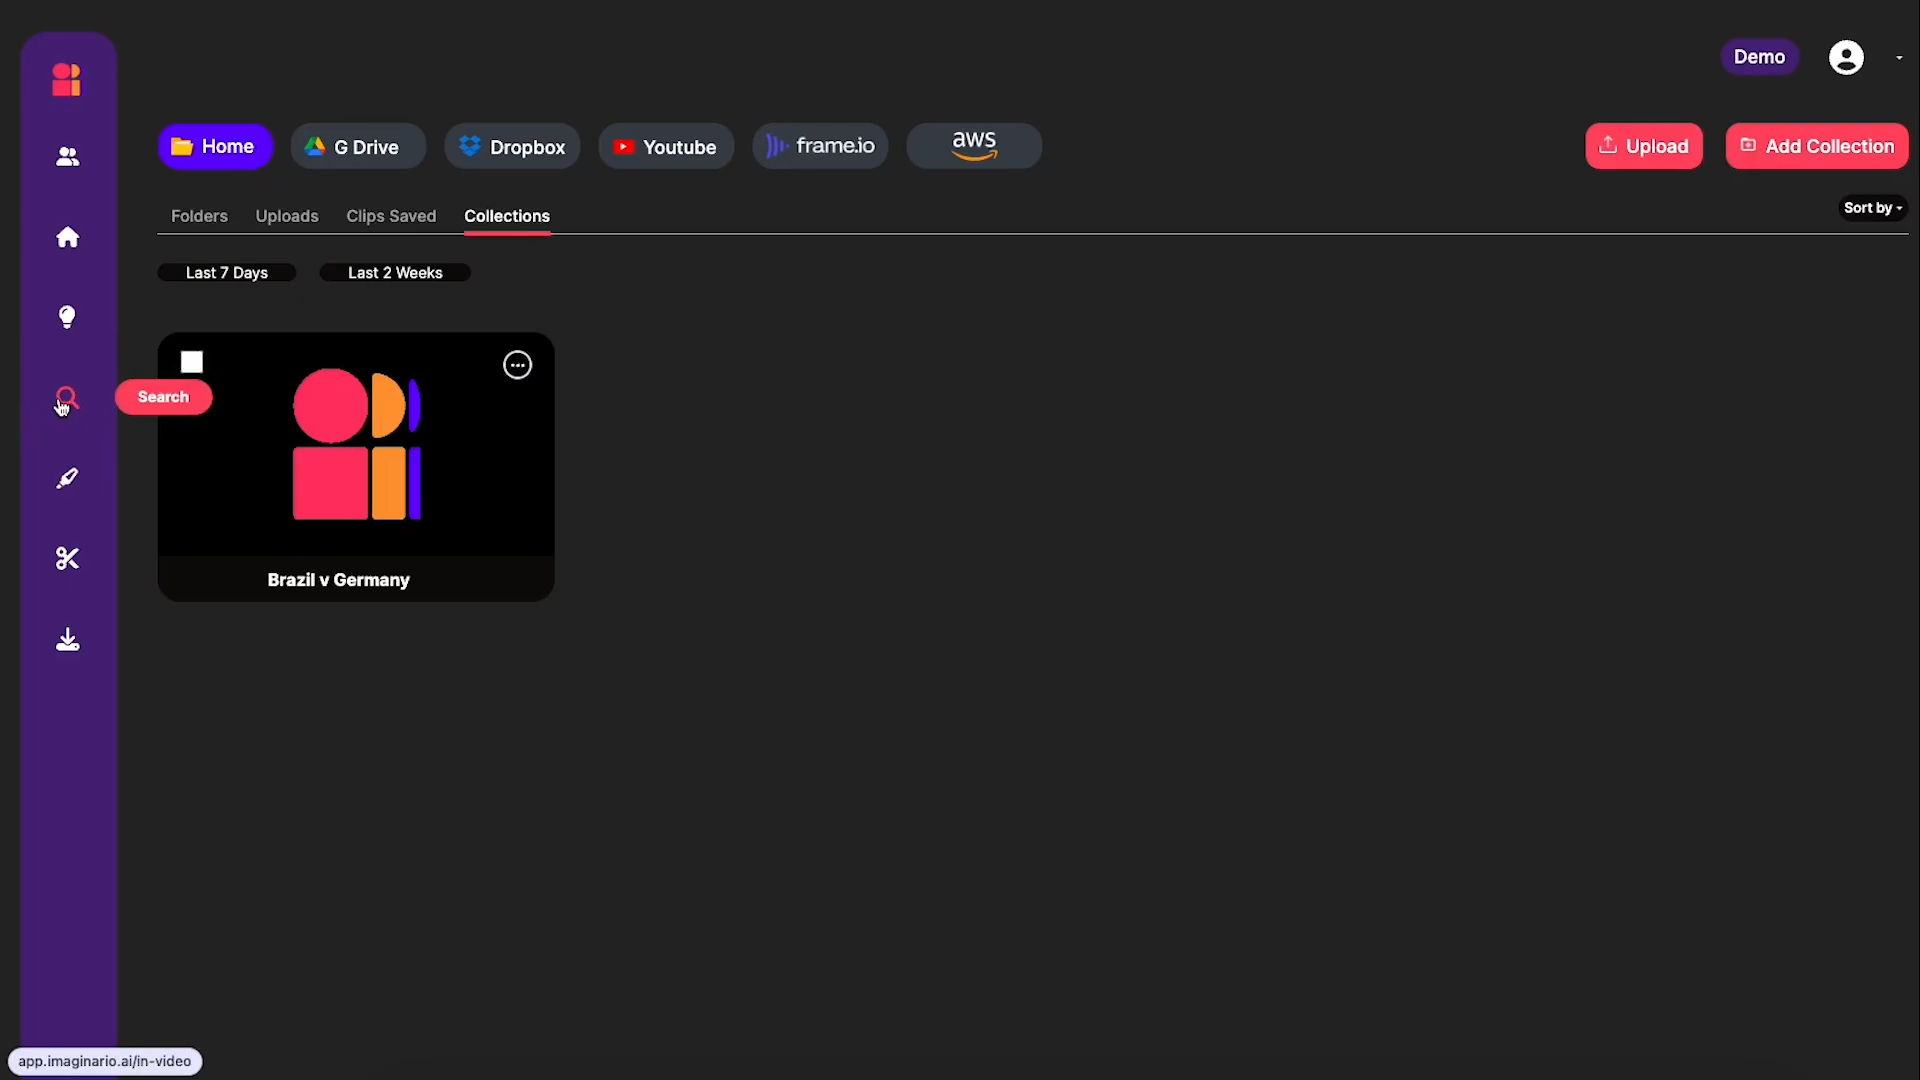 Demo
Home
G Drive
Dropbox
Youtube
frame.io
aws
Upload
Add Collection
Folders
Uploads
Clips Saved
Collections
Sort by
Last 7 Days
Last 2 Weeks
Search
Brazil v Germany
app.imaginario.ai/in-video